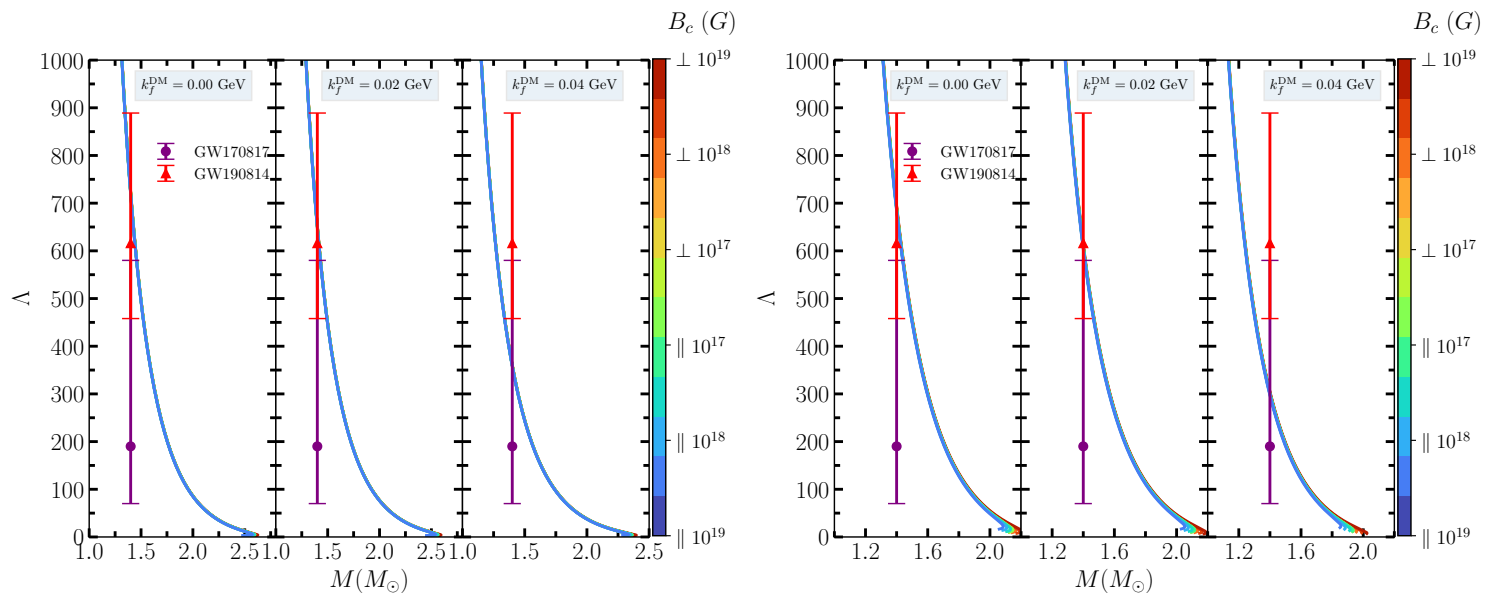 B_c (G)
B_c (G)
k_f^DM = 0.00 GeV
k_f^DM = 0.02 GeV
k_f^DM = 0.04 GeV
k_f^DM = 0.00 GeV
k_f^DM = 0.02 GeV
k_f^DM = 0.04 GeV
GW170817
GW190814
GW170817
GW190814
1000
900
800
700
600
500
400
300
200
100
0
1000
900
800
700
600
500
400
300
200
100
0
Λ
Λ
⊥ 10^19
⊥ 10^18
⊥ 10^17
∥ 10^17
∥ 10^18
∥ 10^19
⊥ 10^19
⊥ 10^18
⊥ 10^17
∥ 10^17
∥ 10^18
∥ 10^19
1.0 1.5 2.0 2.5 1.0 1.5 2.0 2.5 1.0 1.5 2.0 2.5
1.2 1.6 2.0 1.2 1.6 2.0 1.2 1.6 2.0
M(M_⊙)
M(M_⊙)